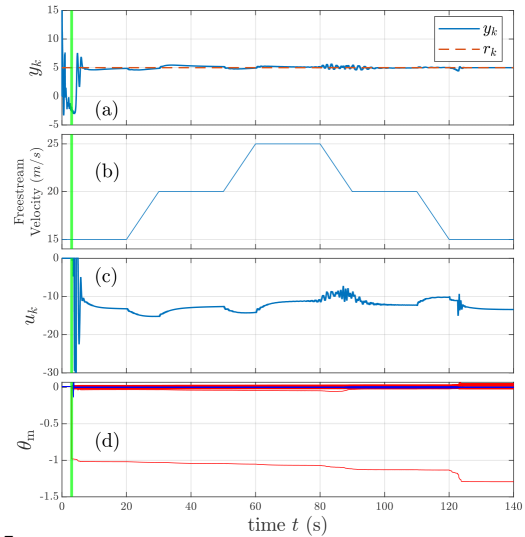 15
10
5
0
-5
y_k
y_k
r_k
(a)
25
20
15
Freestream
Velocity (m/s)
(b)
0
-10
-20
-30
u_k
(c)
0
-0.5
-1
-1.5
θ_m
(d)
0 20 40 60 80 100 120 140
time t (s)